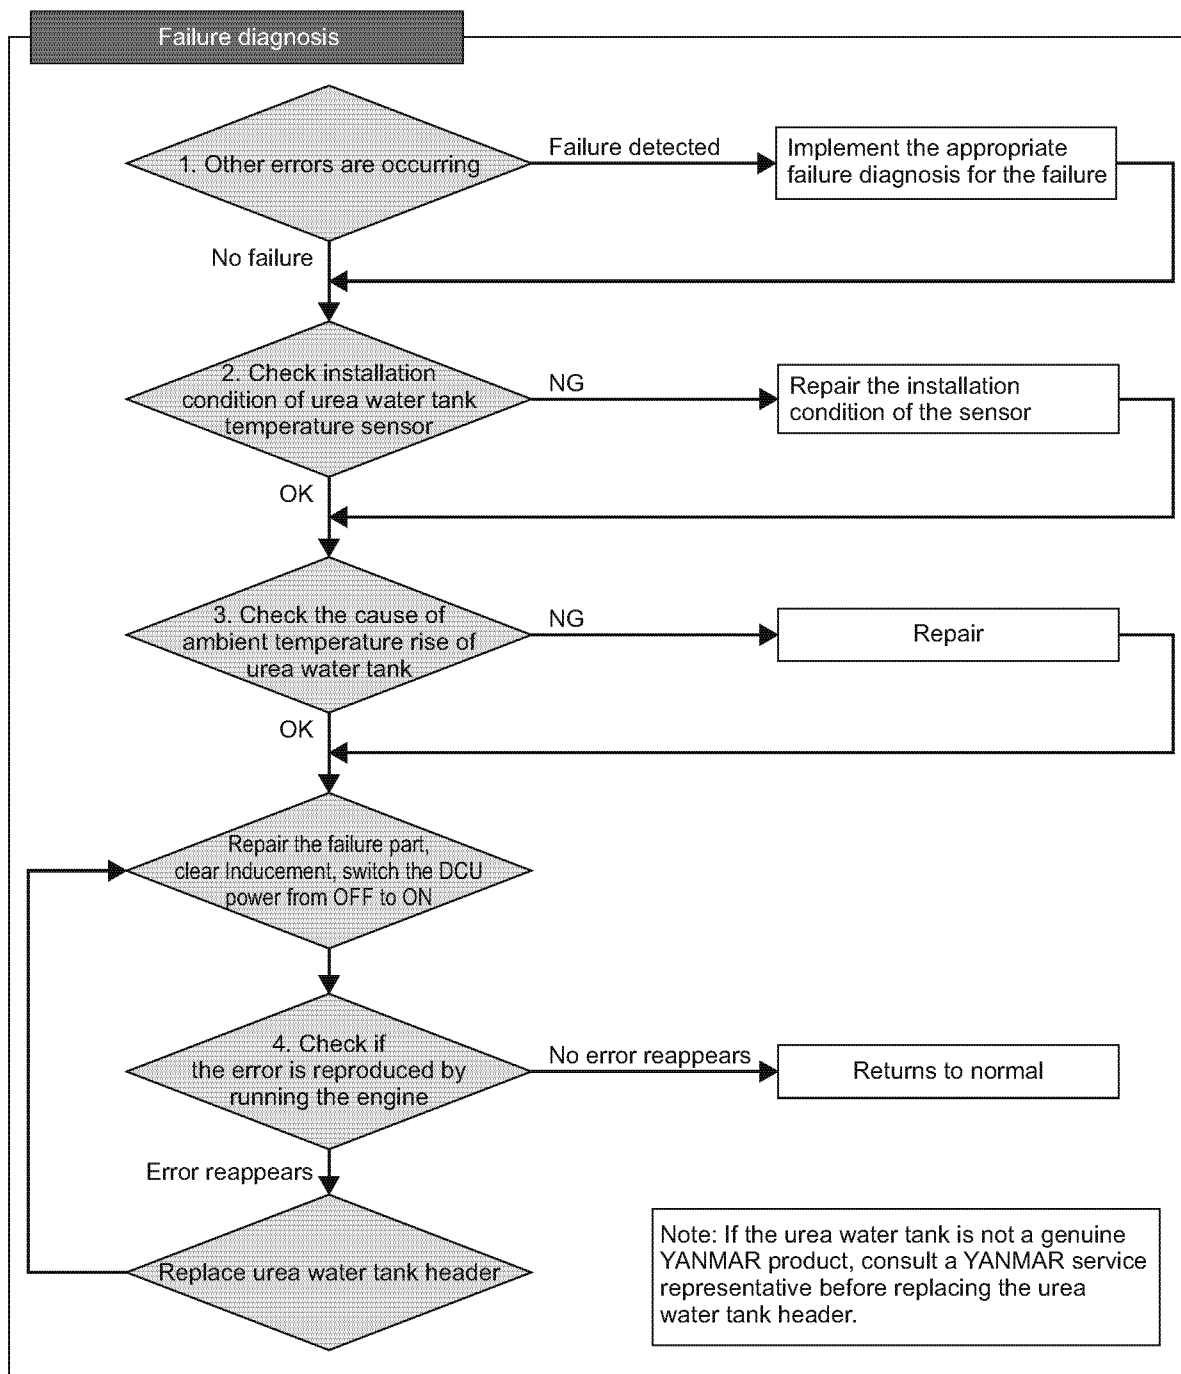 Failure diagnosis
1. Other errors are occurring
Failure detected
Implement the appropriate
failure diagnosis for the failure
No failure
2. Check installation
condition of urea water tank
temperature sensor
NG
Repair the installation
condition of the sensor
OK
3. Check the cause of
ambient temperature rise of
urea water tank
NG
Repair
OK
Repair the failure part,
clear Inducement, switch the DCU
power from OFF to ON
4. Check if
the error is reproduced by
running the engine
No error reappears
Returns to normal
Error reappears
Replace urea water tank header
Note: If the urea water tank is not a genuine
YANMAR product, consult a YANMAR service
representative before replacing the urea
water tank header.